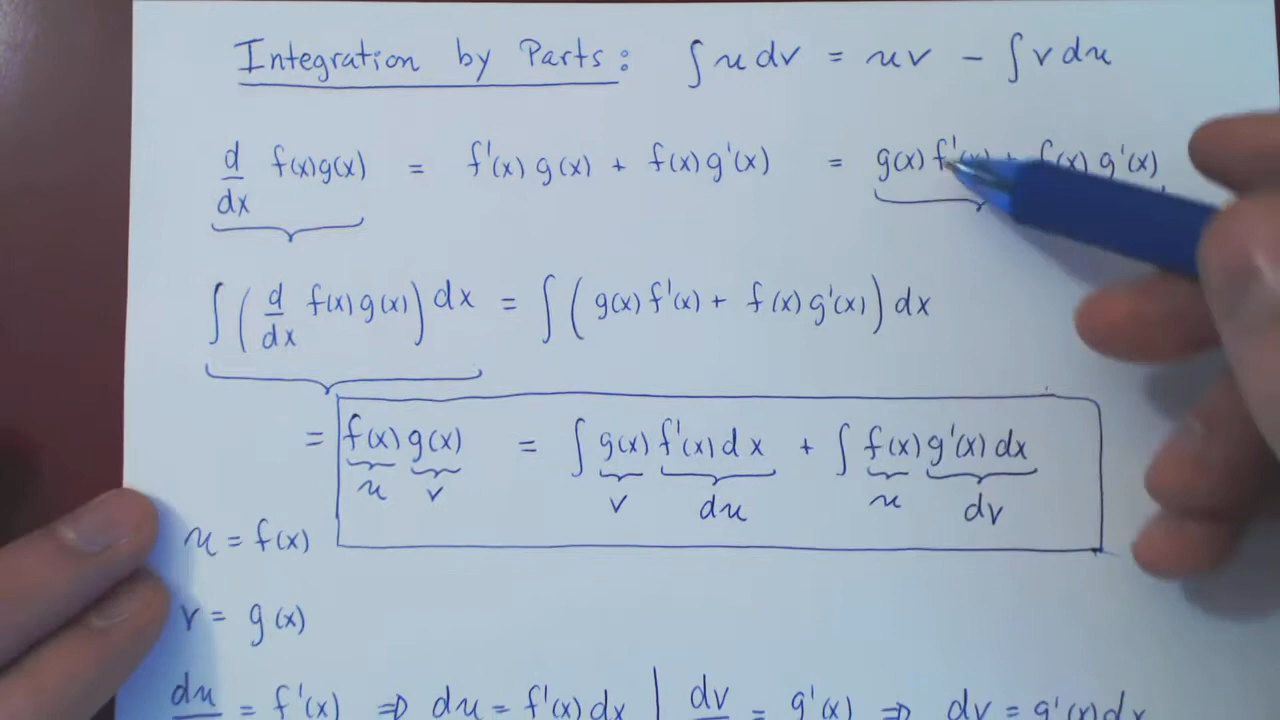 Integration by Parts: ∫ u dv = uv − ∫ v du
d/dx f(x)g(x) = f'(x) g(x) + f(x) g'(x) = g(x) f'(x) + f(x) g'(x)
∫ ( d/dx f(x) g(x) ) dx = ∫ ( g(x) f'(x) + f(x) g'(x) ) dx
= f(x) g(x) = ∫ g(x) f'(x) dx + ∫ f(x) g'(x) dx
u v v du u dv
u = f(x)
v = g(x)
du = f'(x) ⇒ du = f'(x) dx | dv = g'(x) ⇒ dv = g'(x) dx